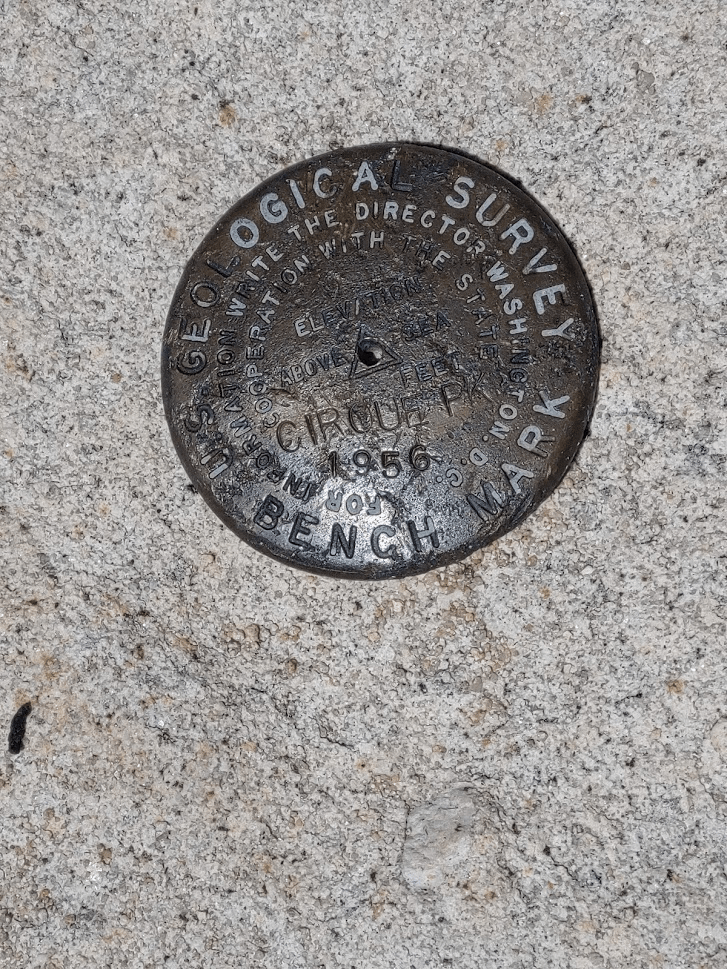 U.S. GEOLOGICAL SURVEY
BENCH MARK
FOR INFORMATION WRITE THE DIRECTOR, WASHINGTON, D.C.
COOPERATION WITH THE STATE
ELEVATION
ABOVE SEA
FEET
CIRQUE PK
1956